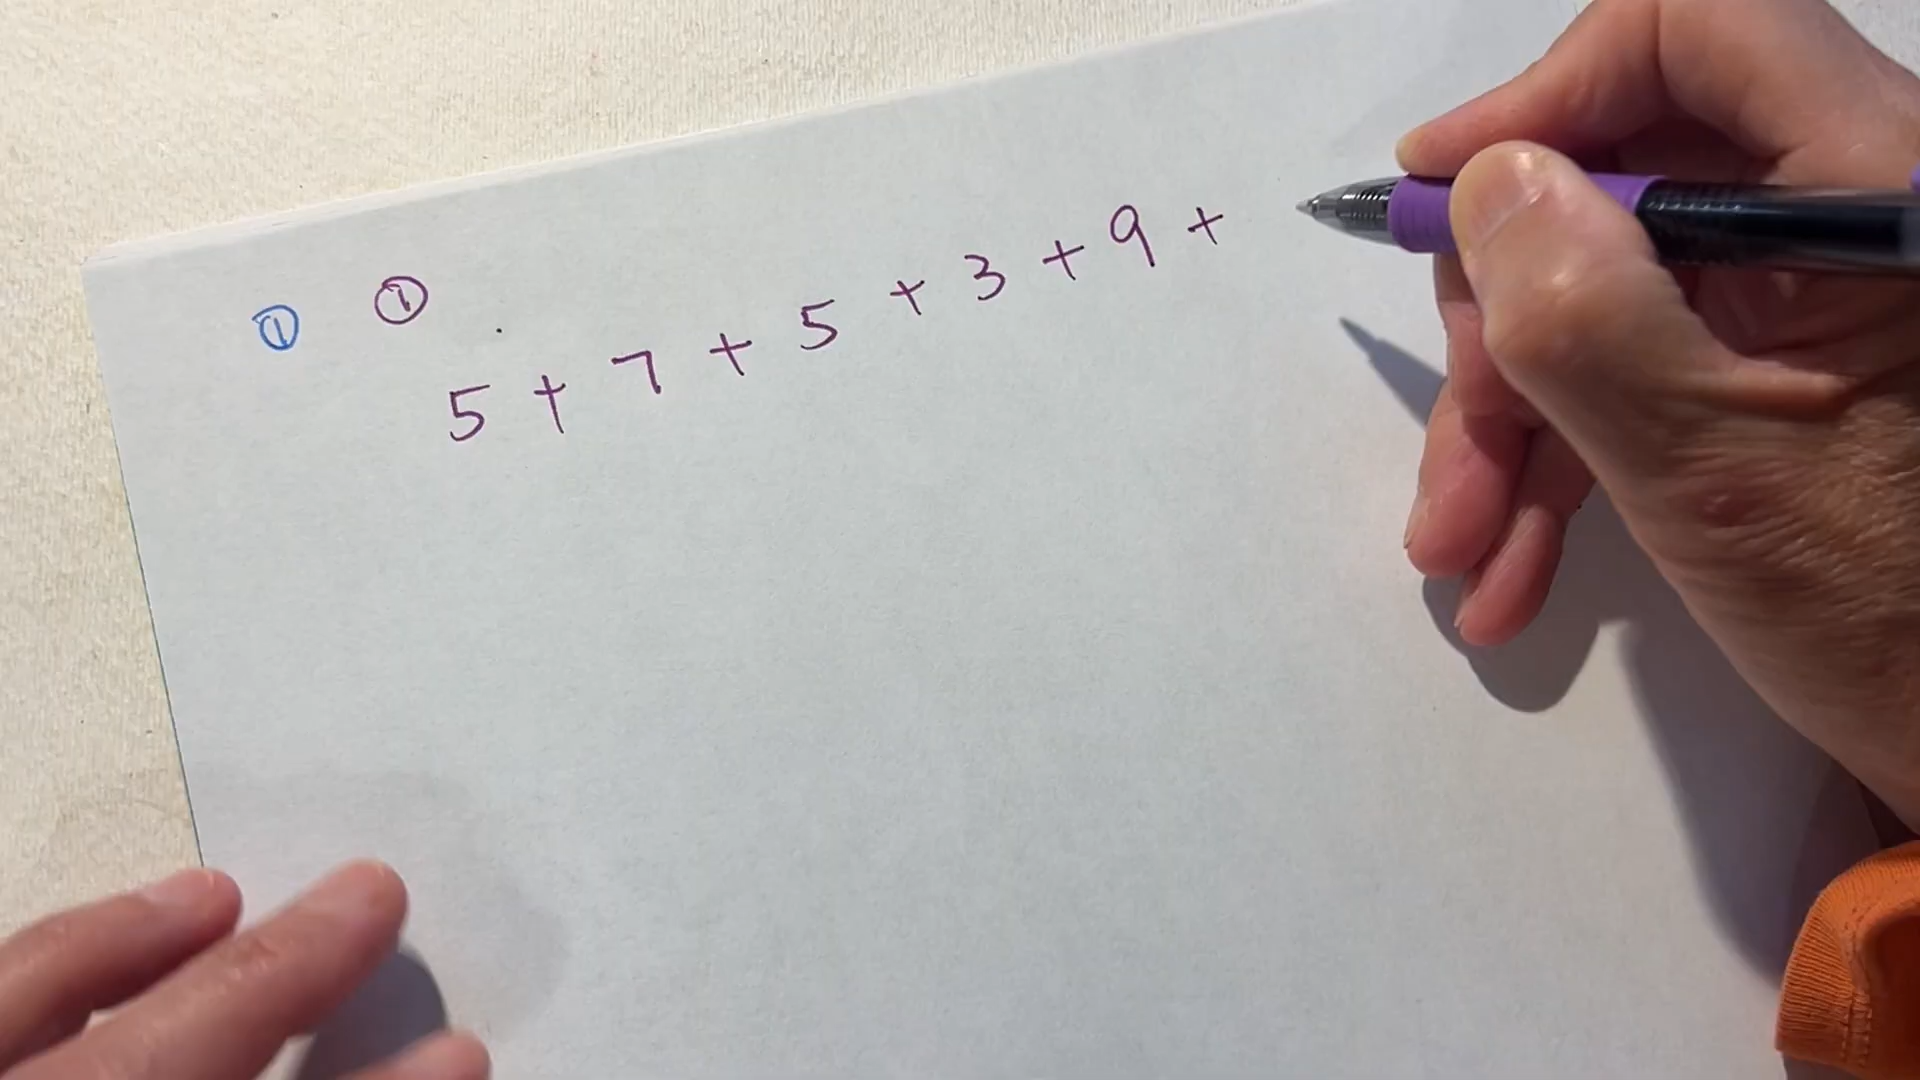 ① ①
5 + 7 + 5 + 3 + 9 +